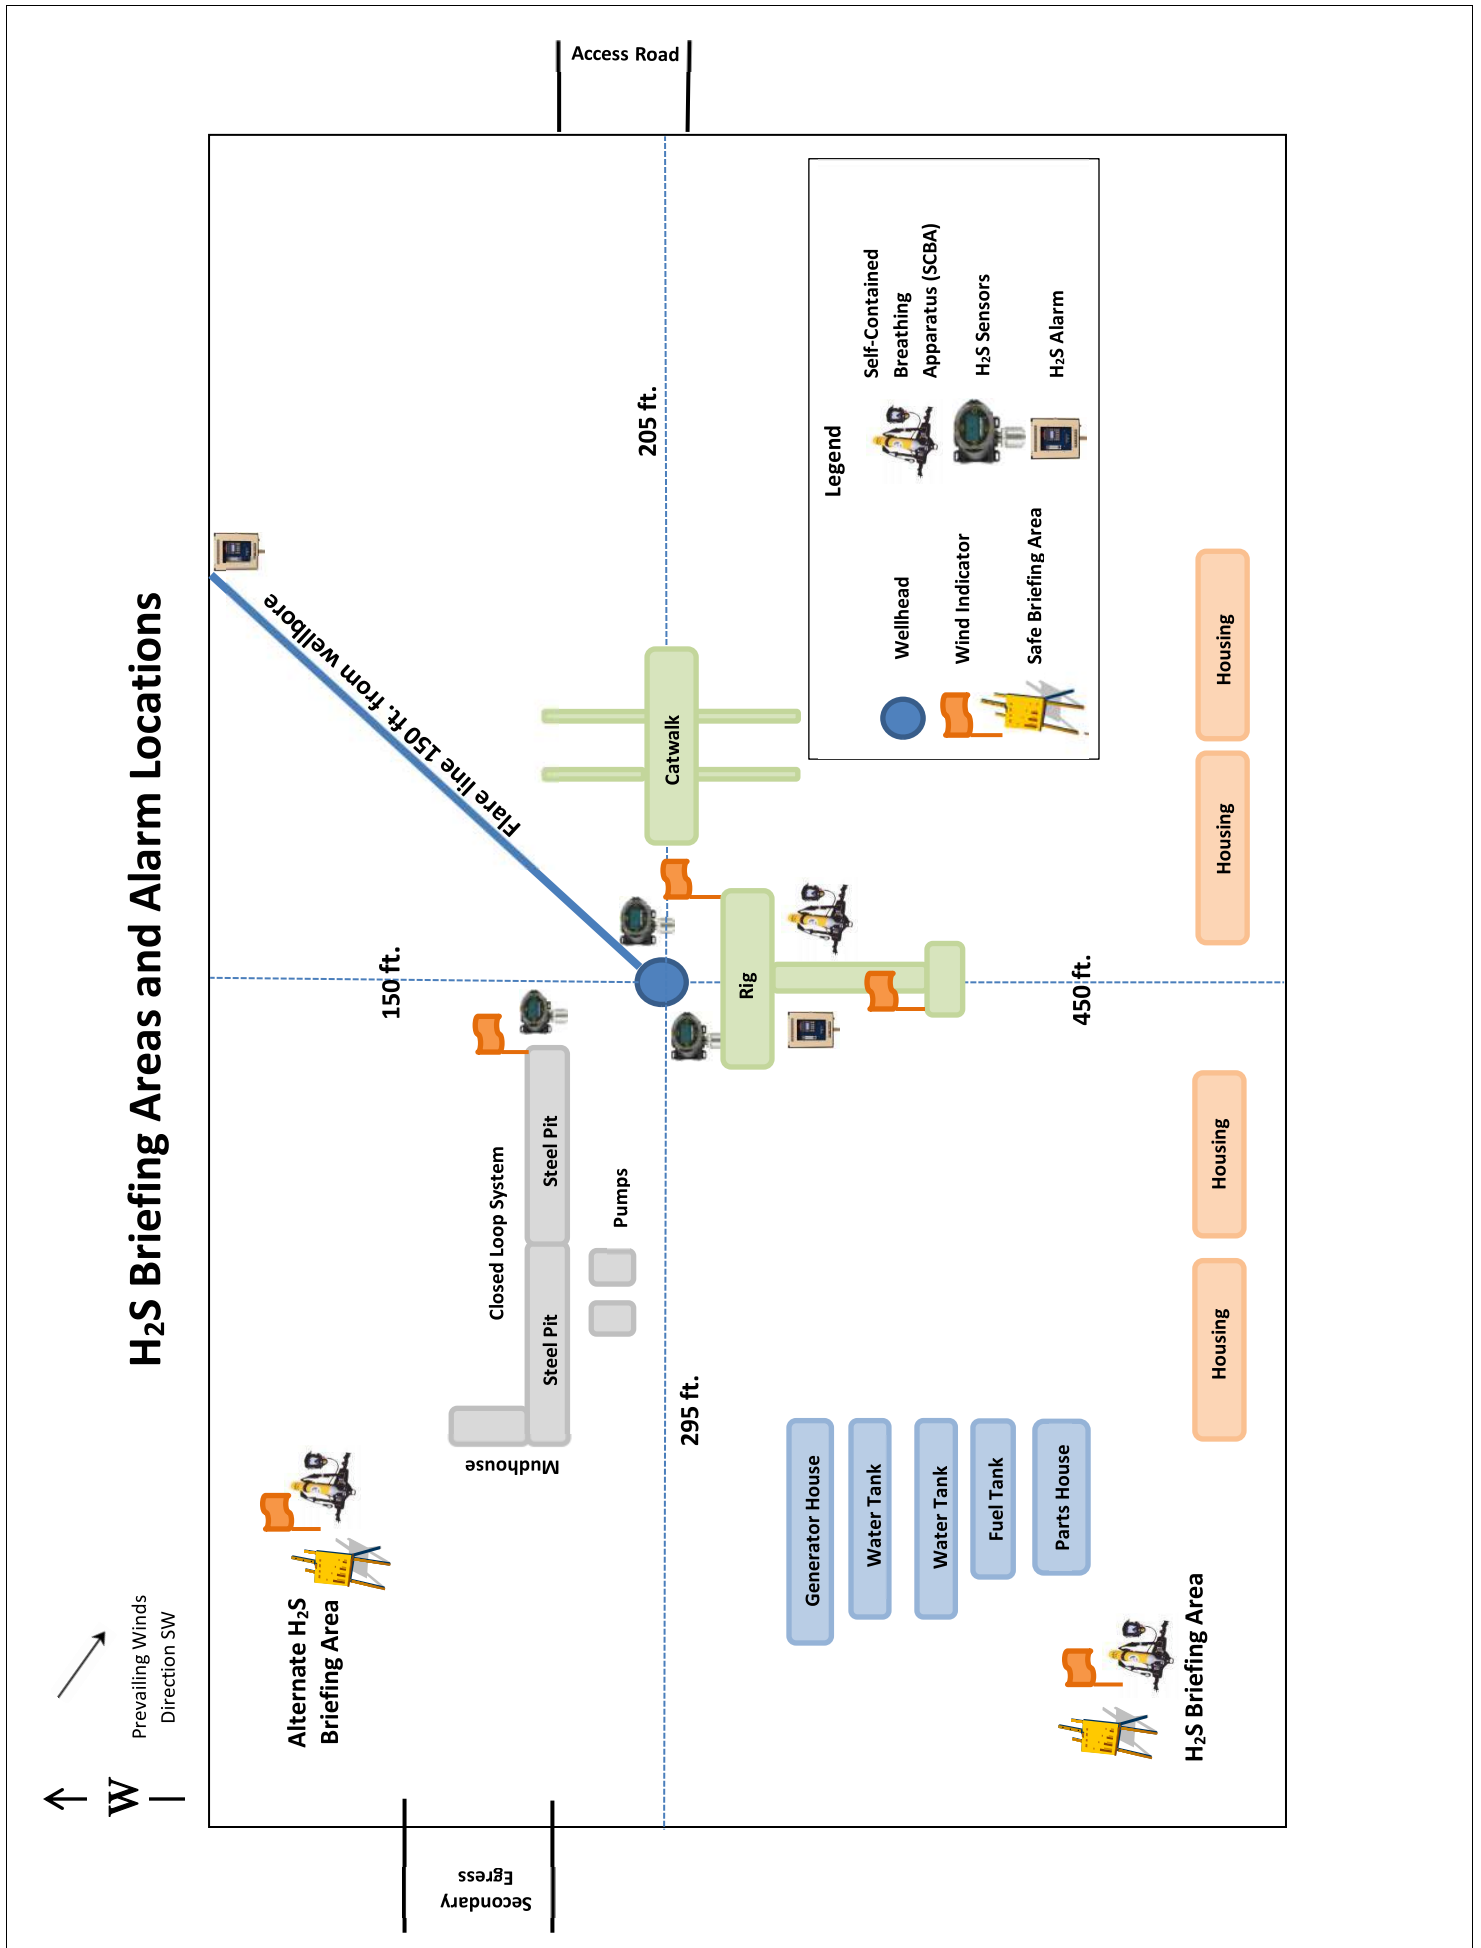 H₂S Briefing Areas and Alarm Locations
Prevailing Winds
Direction SW
W
Access Road
Secondary
Egress
Alternate H₂S
Briefing Area
Mudhouse
Closed Loop System
Steel Pit
Steel Pit
Pumps
150 ft.
Flare line 150 ft. from wellbore
205 ft.
295 ft.
450 ft.
Catwalk
Rig
Generator House
Water Tank
Water Tank
Fuel Tank
Parts House
H₂S Briefing Area
Housing
Housing
Housing
Housing
Legend
Wellhead
Wind Indicator
Safe Briefing Area
Self-Contained
Breathing
Apparatus (SCBA)
H₂S Sensors
H₂S Alarm